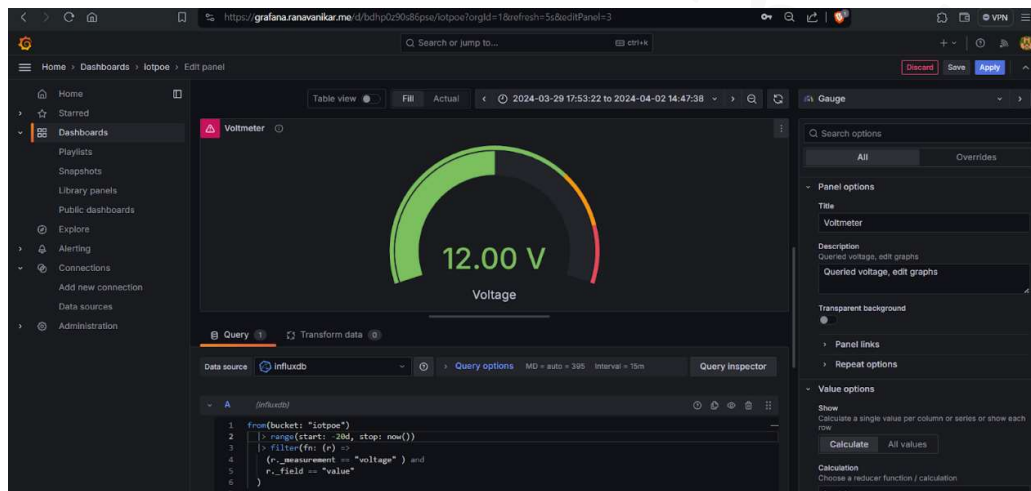 https://grafana.ranavanikar.me/d/bdhp0z90s86pse/iotpoe?orgId=1&refresh=5s&editPanel=3
VPN
Search or jump to...
ctrl+k
Home > Dashboards > iotpoe > Edit panel
Discard
Save
Apply
Home
Starred
Dashboards
Playlists
Snapshots
Library panels
Public dashboards
Explore
Alerting
Connections
Add new connection
Data sources
Administration
Table view
Fill
Actual
2024-03-29 17:53:22 to 2024-04-02 14:47:38
Voltmeter
12.00 V
Voltage
Query 1
Transform data 0
Data source
influxdb
Query options
MD = auto = 395
Interval = 15m
Query inspector
A
(influxdb)
1 from(bucket: "iotpoe")
2 |> range(start: -20d, stop: now())
3 |> filter(fn: (r) =>
4 (r._measurement == "voltage" ) and
5 r._field == "value"
6 )
Gauge
Search options
All
Overrides
Panel options
Title
Voltmeter
Description
Queried voltage, edit graphs
Queried voltage, edit graphs
Transparent background
Panel links
Repeat options
Value options
Show
Calculate a single value per column or series or show each
row
Calculate
All values
Calculation
Choose a reducer function / calculation